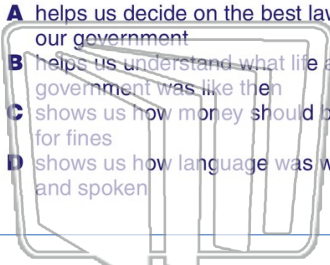 A helps us decide on the best la
our government
B helps us understand what life a
government was like then
C shows us how money should b
for fines
D shows us how language was w
and spoken